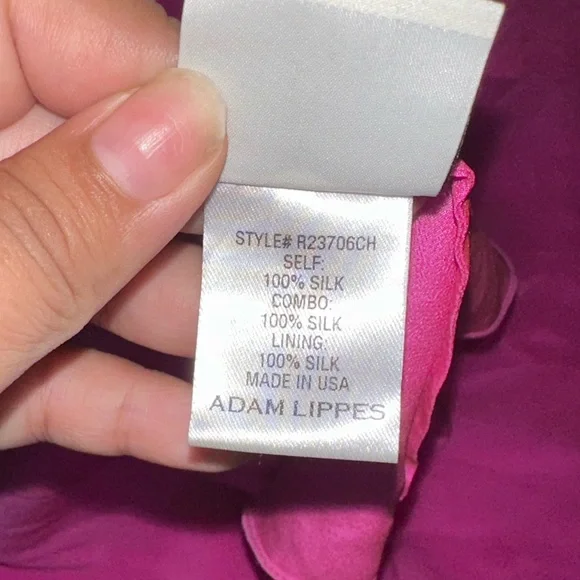 STYLE# R23706CH
SELF:
100% SILK
COMBO:
100% SILK
LINING:
100% SILK
MADE IN USA
ADAM LIPPES